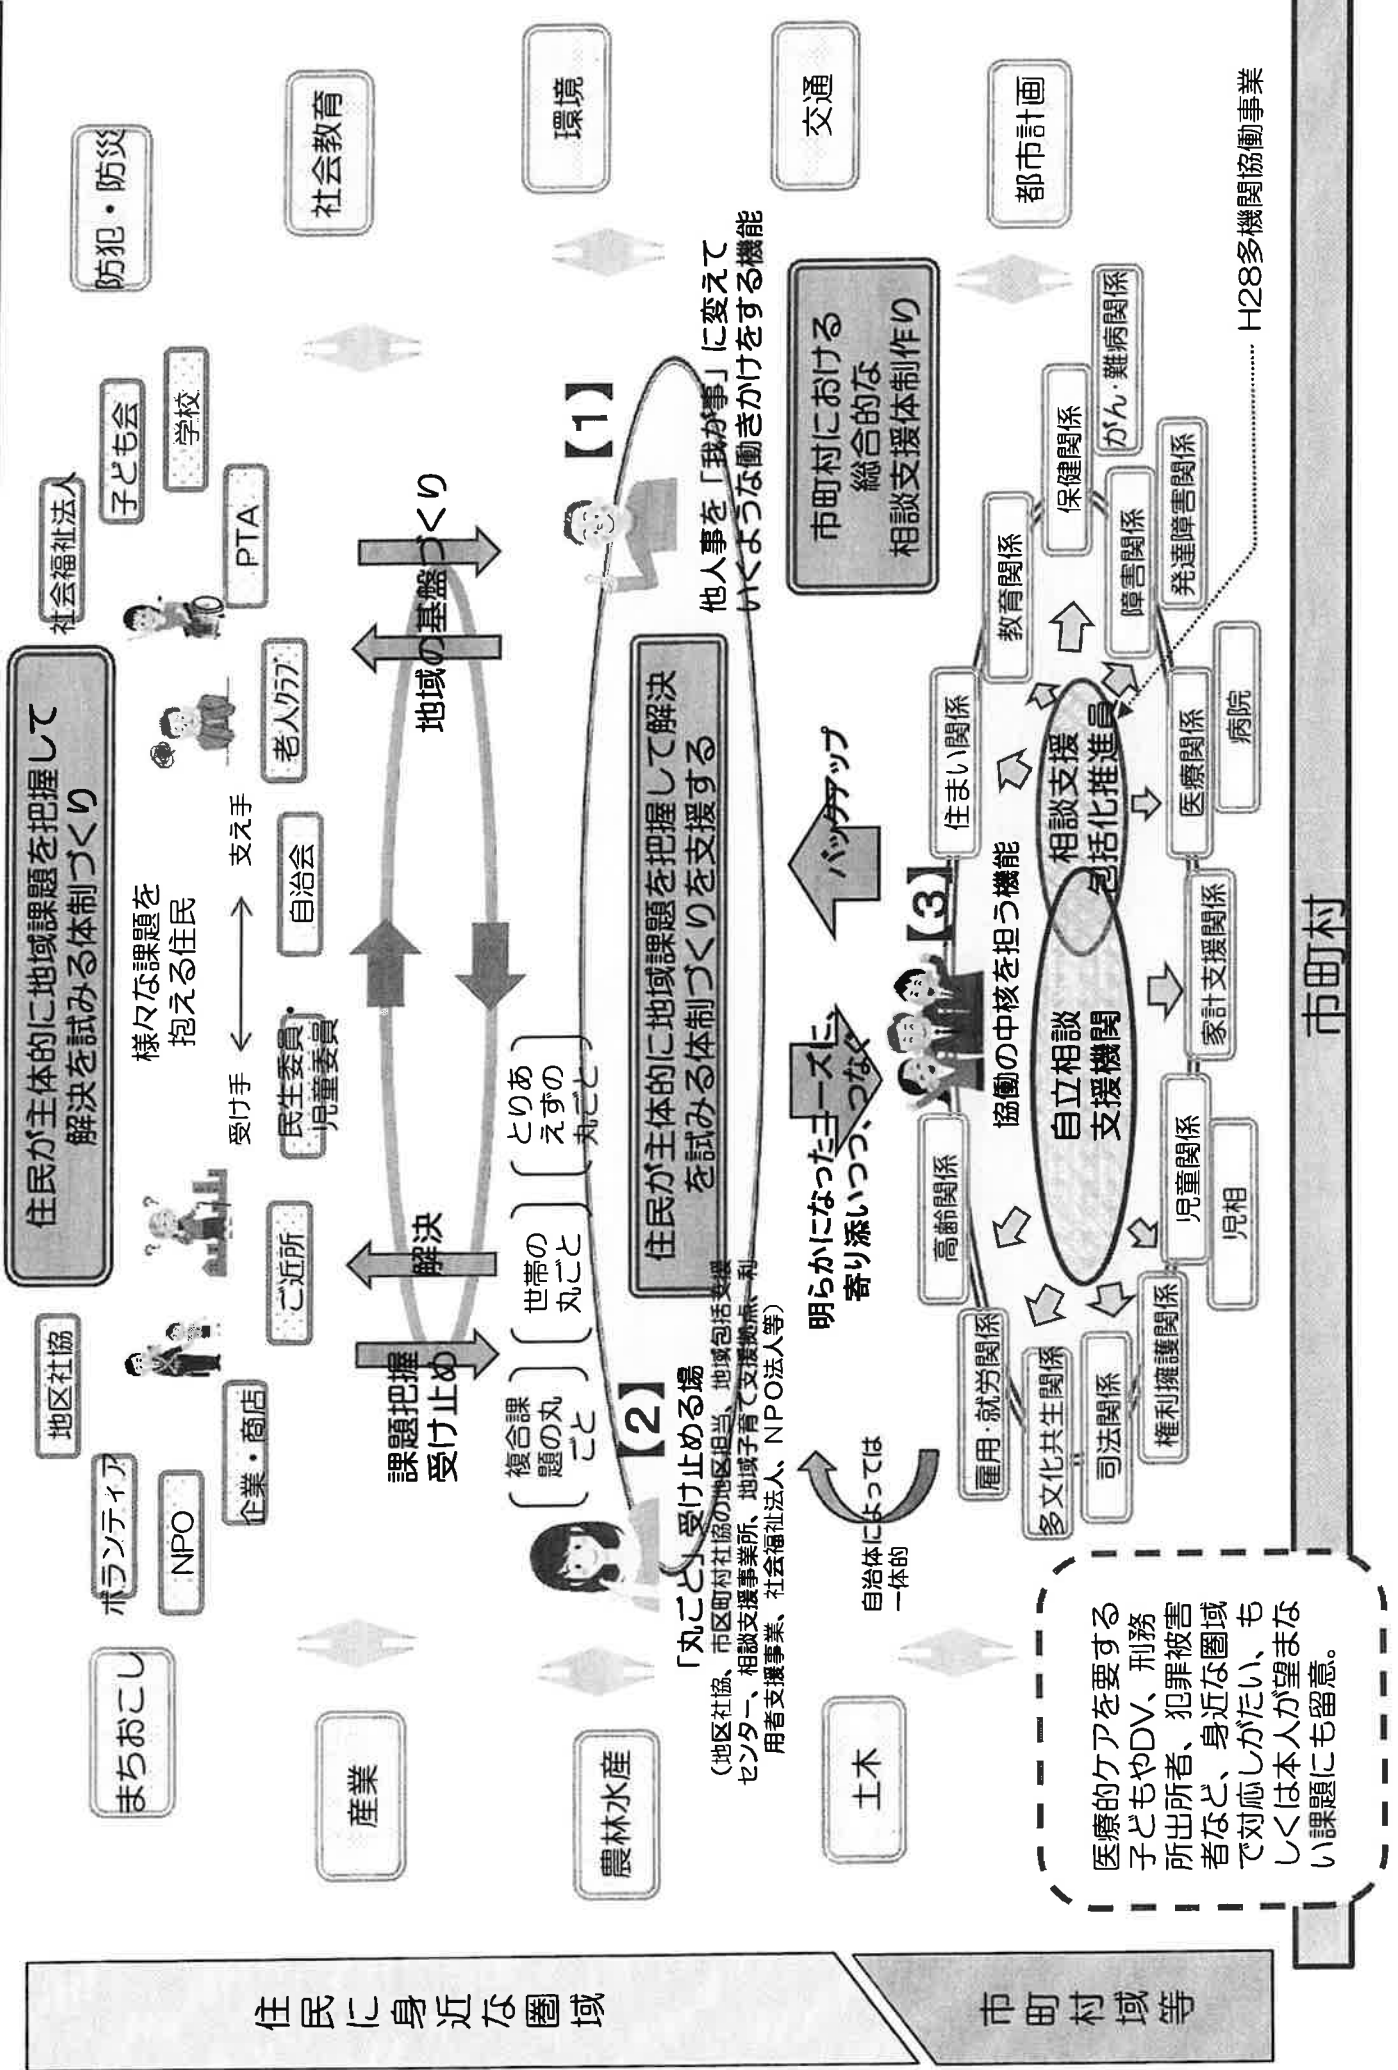 住民が主体的に地域課題を把握して
解決を試みる体制づくり
住民に身近な圏域
市町村域等
まちおこし
産業
農林水産
土木
防犯・防災
社会教育
環境
交通
都市計画
地区社協
ボランティア
NPO
企業・商店
ご近所
民生委員・
児童委員
自治会
老人クラブ
PTA
学校
子ども会
社会福祉法人
様々な課題を
抱える住民
受け手
支え手
課題把握
受け止め
解決
地域の基盤づくり
複合課
題の丸
ごと
世帯の
丸ごと
とりあ
えずの
丸ごと
【2】
【1】
住民が主体的に地域課題を把握して解決
を試みる体制づくりを支援する
「丸ごと」受け止める場
(地区社協、市区町村社協の地区担当、地域包括支援
センター、相談支援事業所、地域子育て支援拠点、利
用者支援事業、社会福祉法人、NPO法人等)
他人事を「我が事」に変えて
いくような働きかけをする機能
明らかになったニーズに、
寄り添いつつ、つなぐ
バックアップ
自治体によっては
一体的
市町村における
総合的な
相談支援体制作り
【3】
協働の中核を担う機能
自立相談
支援機関
相談支援
包括化推進員
高齢関係
住まい関係
教育関係
保健関係
がん・難病関係
障害関係
発達障害関係
医療関係
病院
家計支援関係
児童関係
児相
権利擁護関係
司法関係
多文化共生関係
雇用・就労関係
H28多機関協働事業
医療的ケアを要する
子どもやDV、刑務
所出所者、犯罪被害
者など、身近な圏域
で対応しがたい、も
しくは本人が望まな
い課題にも留意。
市町村